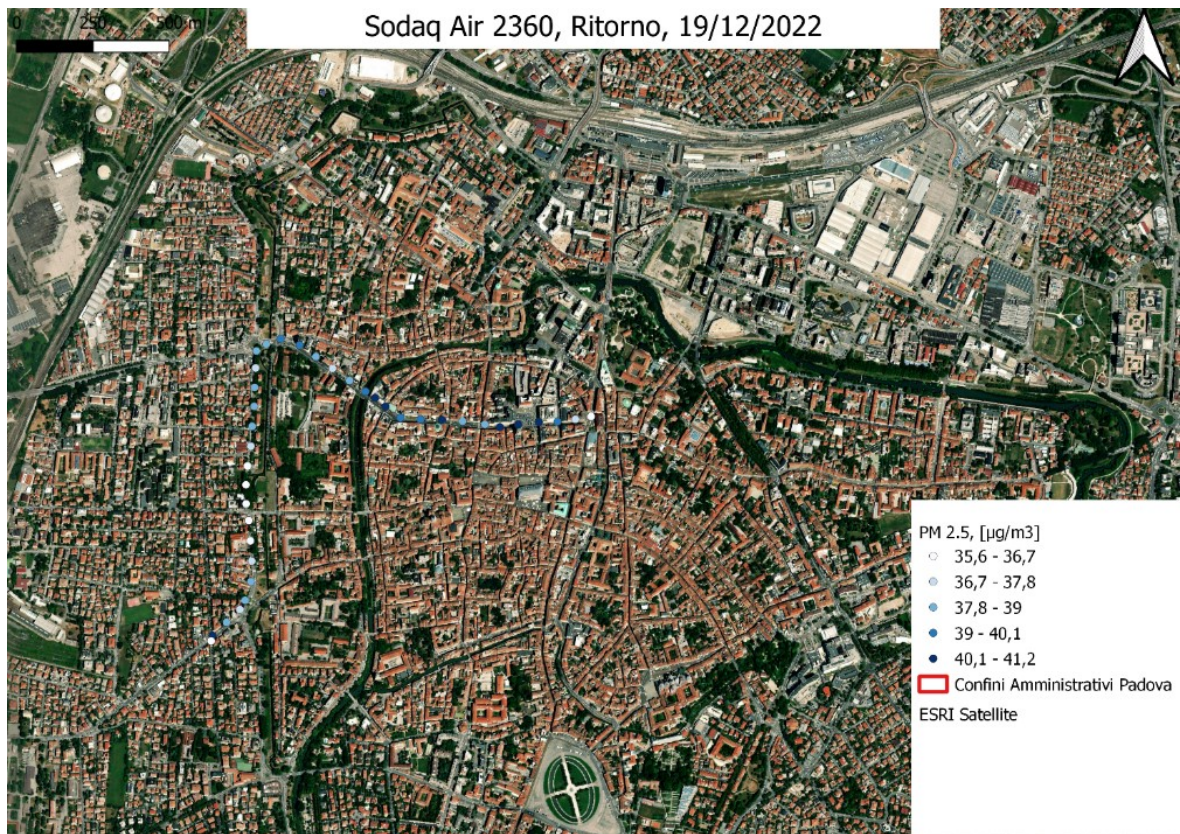 Sodaq Air 2360, Ritorno, 19/12/2022
0 250 500 m
PM 2.5, [µg/m3]
35,6 - 36,7
36,7 - 37,8
37,8 - 39
39 - 40,1
40,1 - 41,2
Confini Amministrativi Padova
ESRI Satellite